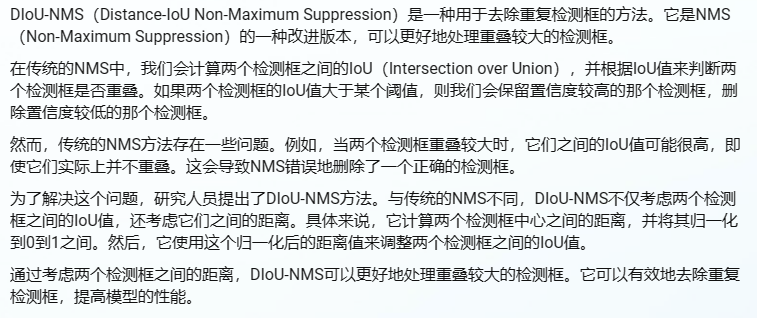 DIoU-NMS（Distance-IoU Non-Maximum Suppression）是一种用于去除重复检测框的方法。它是NMS
（Non-Maximum Suppression）的一种改进版本，可以更好地处理重叠较大的检测框。
在传统的NMS中，我们会计算两个检测框之间的IoU（Intersection over Union），并根据IoU值来判断两
个检测框是否重叠。如果两个检测框的IoU值大于某个阈值，则我们会保留置信度较高的那个检测框，删
除置信度较低的那个检测框。
然而，传统的NMS方法存在一些问题。例如，当两个检测框重叠较大时，它们之间的IoU值可能很高，即
使它们实际上并不重叠。这会导致NMS错误地删除了一个正确的检测框。
为了解决这个问题，研究人员提出了DIoU-NMS方法。与传统的NMS不同，DIoU-NMS不仅考虑两个检测
框之间的IoU值，还考虑它们之间的距离。具体来说，它计算两个检测框中心之间的距离，并将其归一化
到0到1之间。然后，它使用这个归一化后的距离值来调整两个检测框之间的IoU值。
通过考虑两个检测框之间的距离，DIoU-NMS可以更好地处理重叠较大的检测框。它可以有效地去除重复
检测框，提高模型的性能。